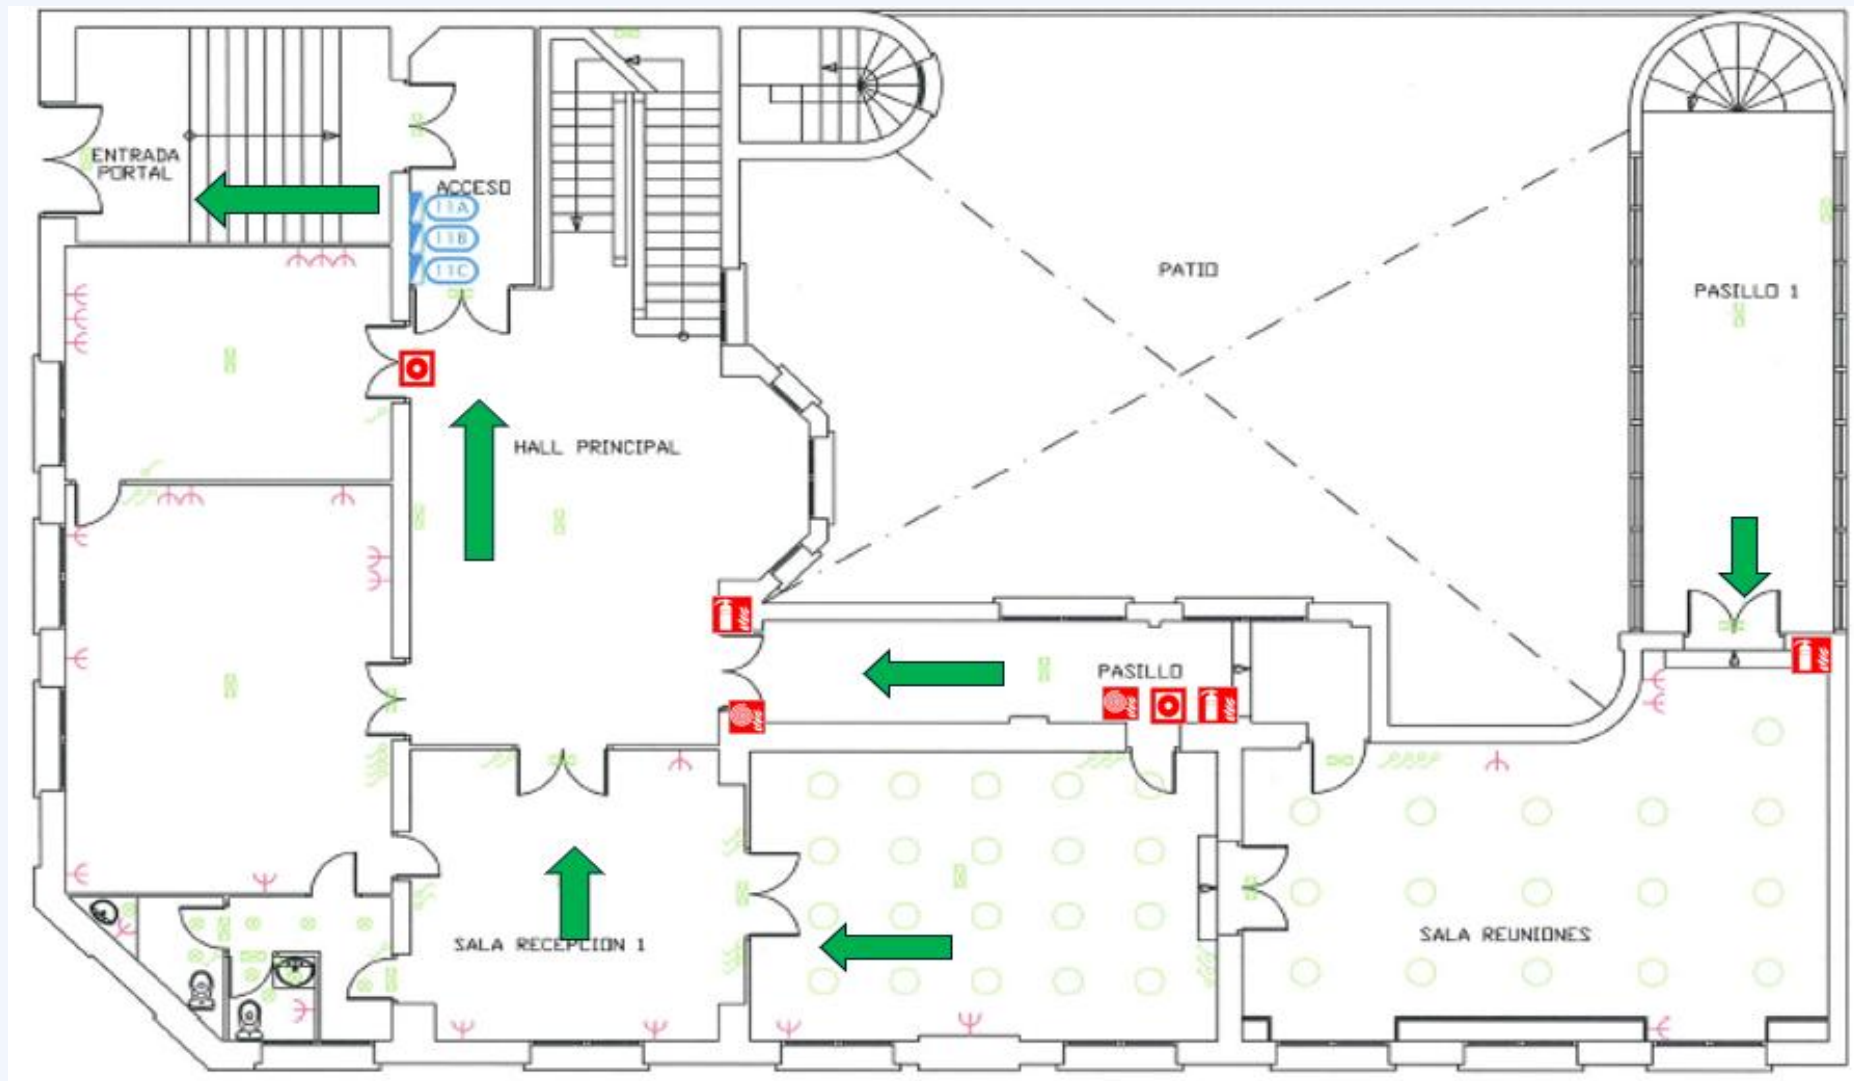 ENTRADA
PORTAL
ACCESO
11A
11B
11C
PATIO
PASILLO 1
HALL PRINCIPAL
PASILLO
SALA RECEPCION 1
SALA REUNIONES